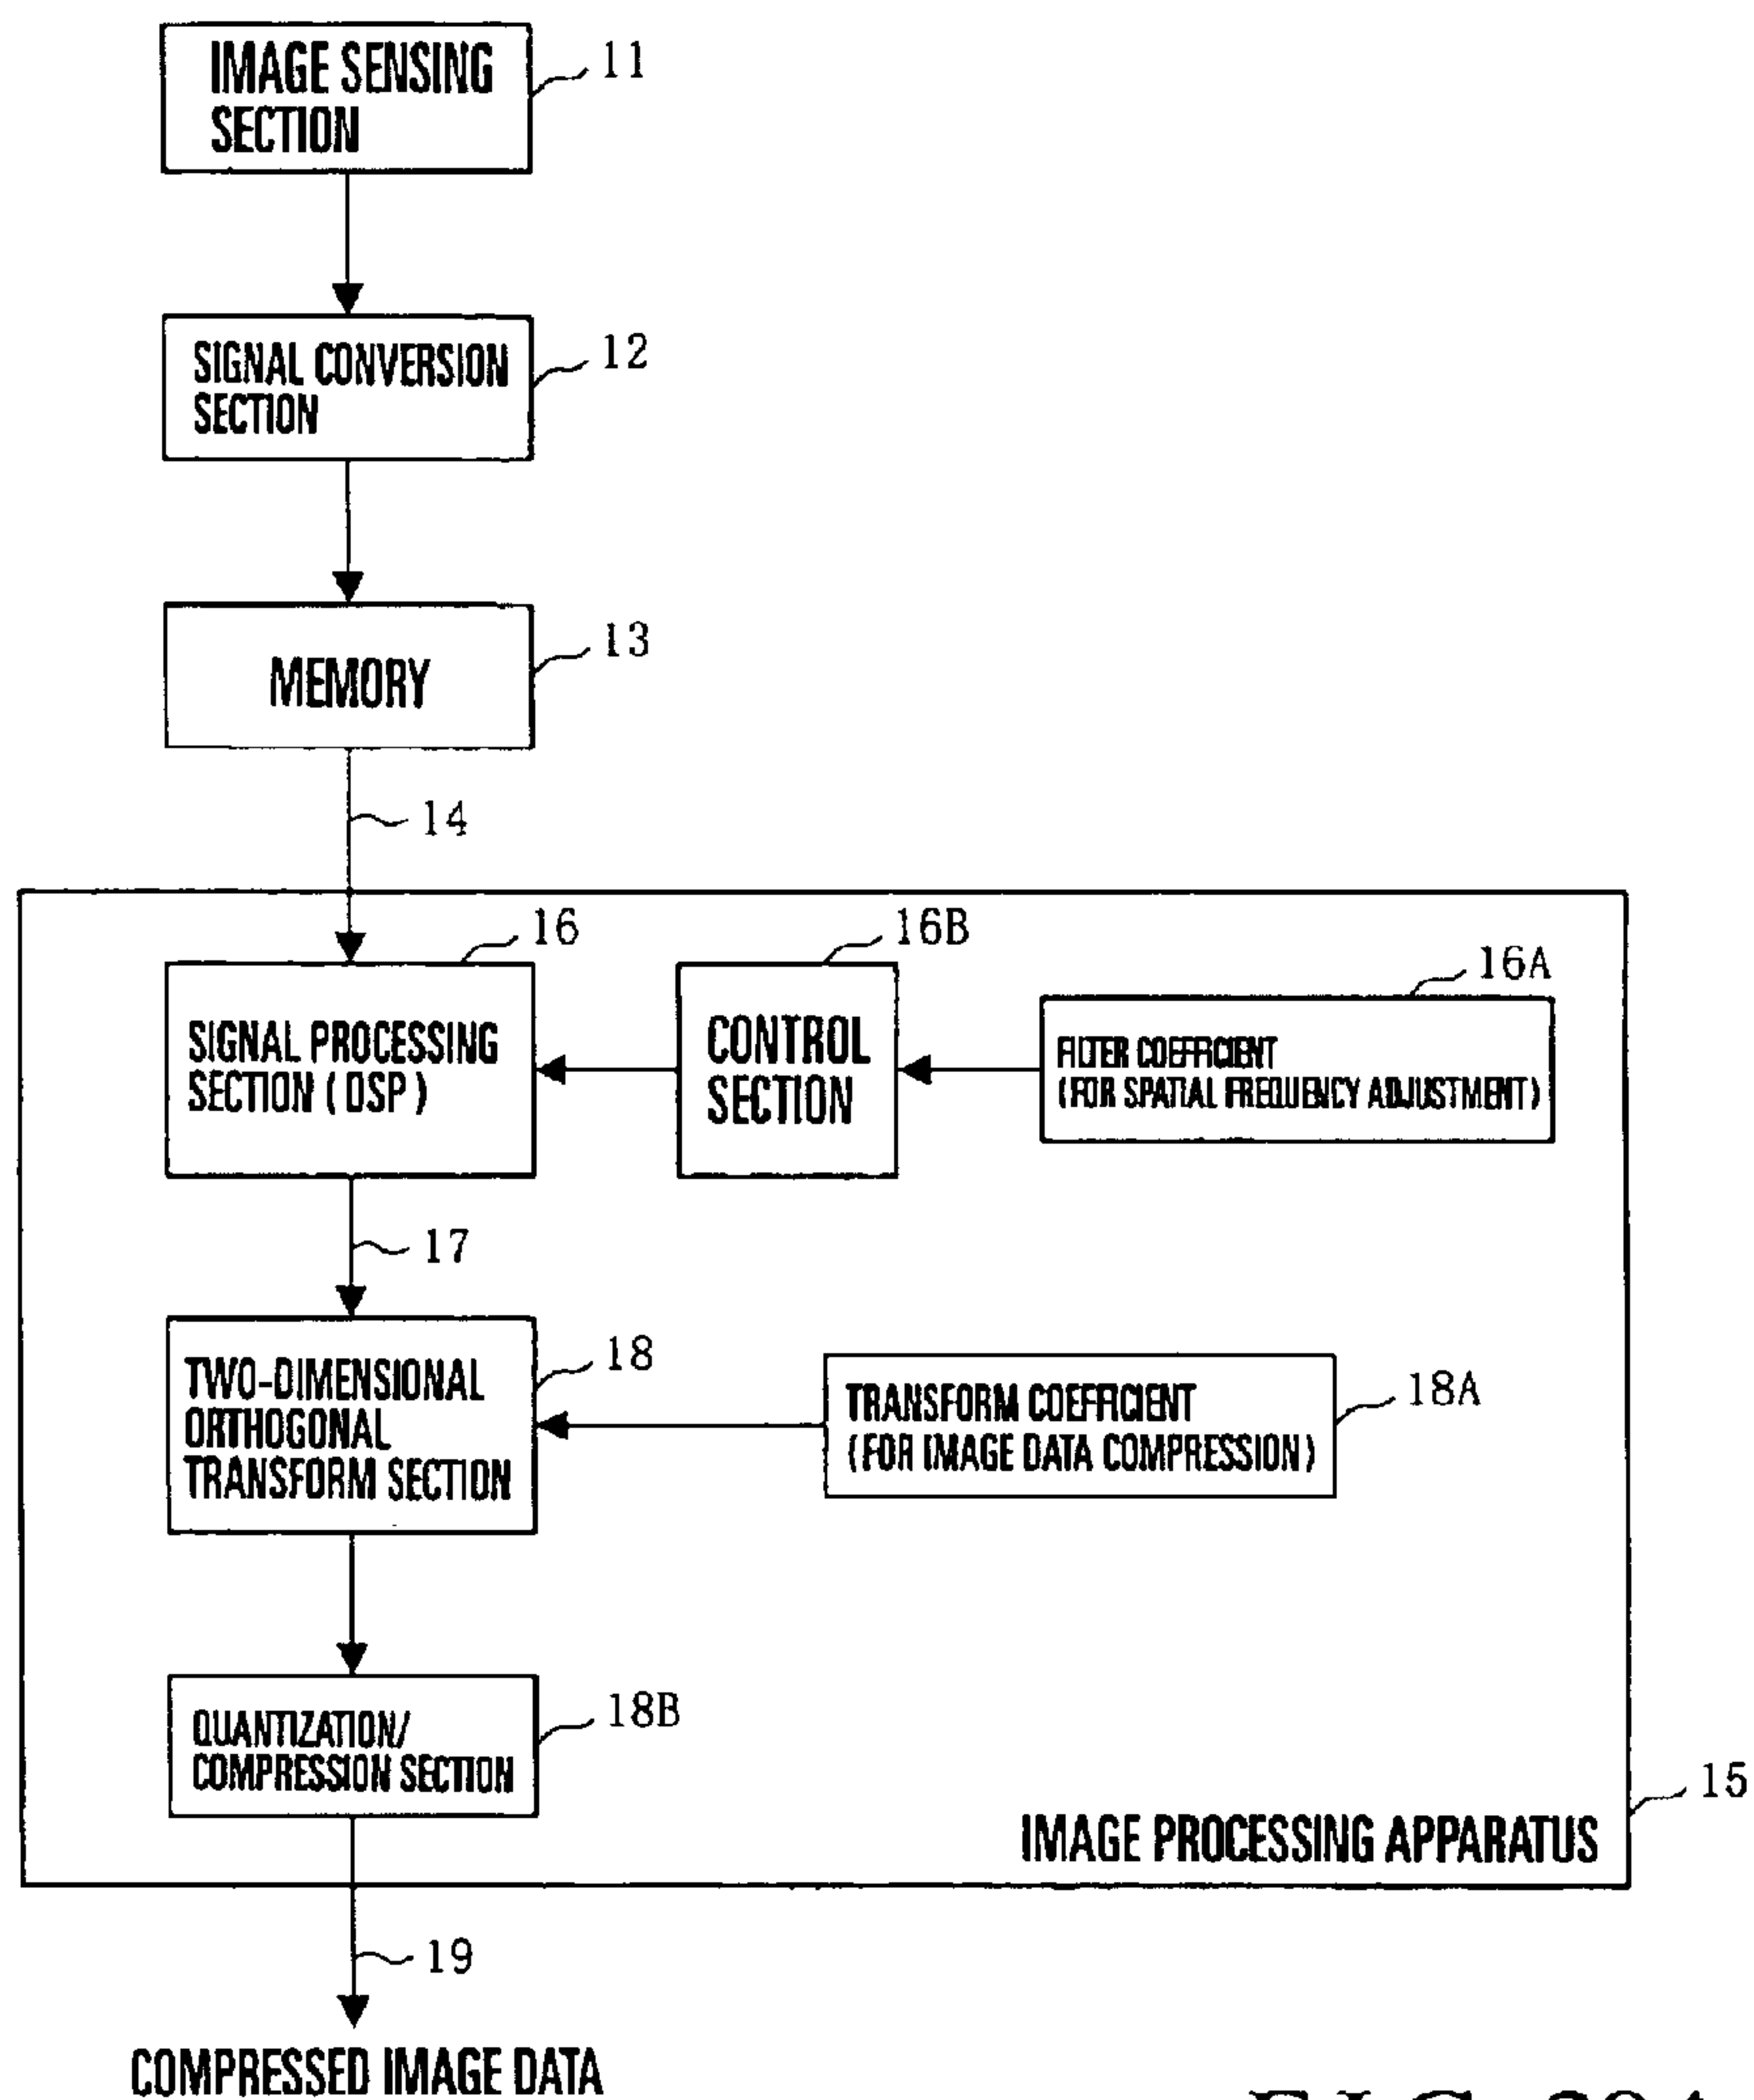 IMAGE SENSING
SECTION
11
SIGNAL CONVERSION
SECTION
12
MEMORY
13
14
16
16B
16A
SIGNAL PROCESSING
SECTION (DSP)
CONTROL
SECTION
FILTER COEFFICIENT
(FOR SPATIAL FREQUENCY ADJUSTMENT)
17
TWO-DIMENSIONAL
ORTHOGONAL
TRANSFORM SECTION
18
TRANSFORM COEFFICIENT
(FOR IMAGE DATA COMPRESSION)
18A
QUANTIZATION/
COMPRESSION SECTION
18B
15
IMAGE PROCESSING APPARATUS
19
COMPRESSED IMAGE DATA